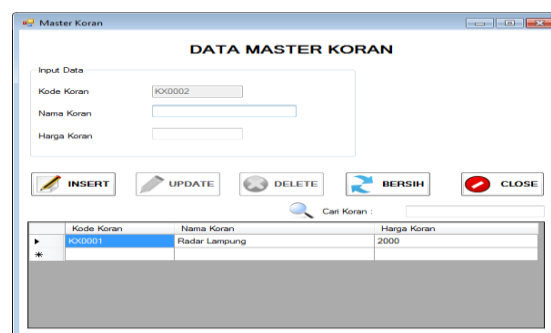 Master Koran
DATA MASTER KORAN
Input Data
Kode Koran KX0002
Nama Koran
Harga Koran
INSERT UPDATE DELETE BERSIH CLOSE
Cari Koran :
Kode Koran Nama Koran Harga Koran
KX0001 Radar Lampung 2000